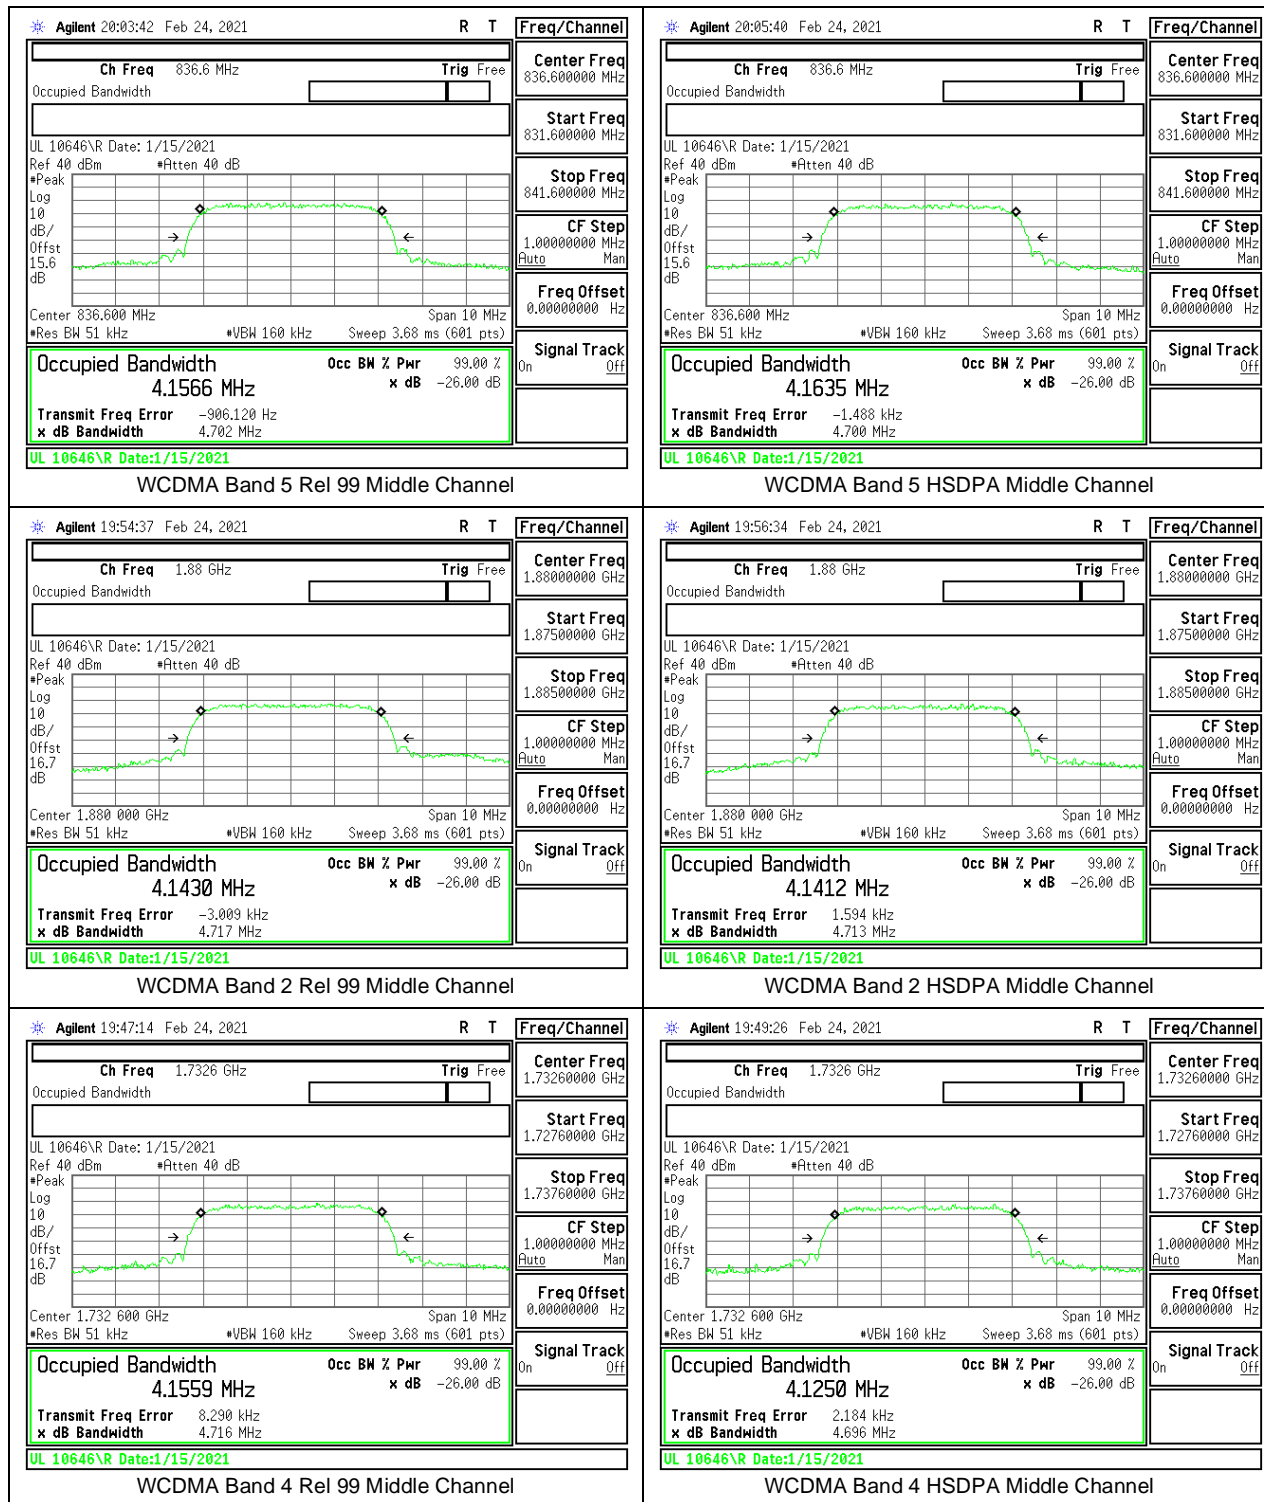 Agilent 20:03:42 Feb 24, 2021 R T Freq/Channel
Ch Freq 836.6 MHz Trig Free
Occupied Bandwidth
Center Freq
836.600000 MHz
Start Freq
831.600000 MHz
UL 10646\R Date: 1/15/2021
Ref 40 dBm #Atten 40 dB
Stop Freq
841.600000 MHz
#Peak
Log
10
dB/
Offst
15.6
dB
CF Step
1.00000000 MHz
Auto Man
Freq Offset
0.00000000 Hz
Center 836.600 MHz Span 10 MHz
#Res BW 51 kHz #VBW 160 kHz Sweep 3.68 ms (601 pts)
Signal Track
On Off
Occupied Bandwidth Occ BW % Pwr 99.00 %
4.1566 MHz x dB -26.00 dB
Transmit Freq Error -906.120 Hz
x dB Bandwidth 4.702 MHz
UL 10646\R Date:1/15/2021
WCDMA Band 5 Rel 99 Middle Channel
Agilent 20:05:40 Feb 24, 2021 R T Freq/Channel
Ch Freq 836.6 MHz Trig Free
Occupied Bandwidth
Center Freq
836.600000 MHz
Start Freq
831.600000 MHz
UL 10646\R Date: 1/15/2021
Ref 40 dBm #Atten 40 dB
Stop Freq
841.600000 MHz
#Peak
Log
10
dB/
Offst
15.6
dB
CF Step
1.00000000 MHz
Auto Man
Freq Offset
0.00000000 Hz
Center 836.600 MHz Span 10 MHz
#Res BW 51 kHz #VBW 160 kHz Sweep 3.68 ms (601 pts)
Signal Track
On Off
Occupied Bandwidth Occ BW % Pwr 99.00 %
4.1635 MHz x dB -26.00 dB
Transmit Freq Error -1.488 kHz
x dB Bandwidth 4.700 MHz
UL 10646\R Date:1/15/2021
WCDMA Band 5 HSDPA Middle Channel
Agilent 19:54:37 Feb 24, 2021 R T Freq/Channel
Ch Freq 1.88 GHz Trig Free
Occupied Bandwidth
Center Freq
1.88000000 GHz
Start Freq
1.87500000 GHz
UL 10646\R Date: 1/15/2021
Ref 40 dBm #Atten 40 dB
Stop Freq
1.88500000 GHz
#Peak
Log
10
dB/
Offst
16.7
dB
CF Step
1.00000000 MHz
Auto Man
Freq Offset
0.00000000 Hz
Center 1.880 000 GHz Span 10 MHz
#Res BW 51 kHz #VBW 160 kHz Sweep 3.68 ms (601 pts)
Signal Track
On Off
Occupied Bandwidth Occ BW % Pwr 99.00 %
4.1430 MHz x dB -26.00 dB
Transmit Freq Error -3.009 kHz
x dB Bandwidth 4.717 MHz
UL 10646\R Date:1/15/2021
WCDMA Band 2 Rel 99 Middle Channel
Agilent 19:56:34 Feb 24, 2021 R T Freq/Channel
Ch Freq 1.88 GHz Trig Free
Occupied Bandwidth
Center Freq
1.88000000 GHz
Start Freq
1.87500000 GHz
UL 10646\R Date: 1/15/2021
Ref 40 dBm #Atten 40 dB
Stop Freq
1.88500000 GHz
#Peak
Log
10
dB/
Offst
16.7
dB
CF Step
1.00000000 MHz
Auto Man
Freq Offset
0.00000000 Hz
Center 1.880 000 GHz Span 10 MHz
#Res BW 51 kHz #VBW 160 kHz Sweep 3.68 ms (601 pts)
Signal Track
On Off
Occupied Bandwidth Occ BW % Pwr 99.00 %
4.1412 MHz x dB -26.00 dB
Transmit Freq Error 1.594 kHz
x dB Bandwidth 4.713 MHz
UL 10646\R Date:1/15/2021
WCDMA Band 2 HSDPA Middle Channel
Agilent 19:47:14 Feb 24, 2021 R T Freq/Channel
Ch Freq 1.7326 GHz Trig Free
Occupied Bandwidth
Center Freq
1.73260000 GHz
Start Freq
1.72760000 GHz
UL 10646\R Date: 1/15/2021
Ref 40 dBm #Atten 40 dB
Stop Freq
1.73760000 GHz
#Peak
Log
10
dB/
Offst
16.7
dB
CF Step
1.00000000 MHz
Auto Man
Freq Offset
0.00000000 Hz
Center 1.732 600 GHz Span 10 MHz
#Res BW 51 kHz #VBW 160 kHz Sweep 3.68 ms (601 pts)
Signal Track
On Off
Occupied Bandwidth Occ BW % Pwr 99.00 %
4.1559 MHz x dB -26.00 dB
Transmit Freq Error 8.290 kHz
x dB Bandwidth 4.716 MHz
UL 10646\R Date:1/15/2021
WCDMA Band 4 Rel 99 Middle Channel
Agilent 19:49:26 Feb 24, 2021 R T Freq/Channel
Ch Freq 1.7326 GHz Trig Free
Occupied Bandwidth
Center Freq
1.73260000 GHz
Start Freq
1.72760000 GHz
UL 10646\R Date: 1/15/2021
Ref 40 dBm #Atten 40 dB
Stop Freq
1.73760000 GHz
#Peak
Log
10
dB/
Offst
16.7
dB
CF Step
1.00000000 MHz
Auto Man
Freq Offset
0.00000000 Hz
Center 1.732 600 GHz Span 10 MHz
#Res BW 51 kHz #VBW 160 kHz Sweep 3.68 ms (601 pts)
Signal Track
On Off
Occupied Bandwidth Occ BW % Pwr 99.00 %
4.1250 MHz x dB -26.00 dB
Transmit Freq Error 2.184 kHz
x dB Bandwidth 4.696 MHz
UL 10646\R Date:1/15/2021
WCDMA Band 4 HSDPA Middle Channel